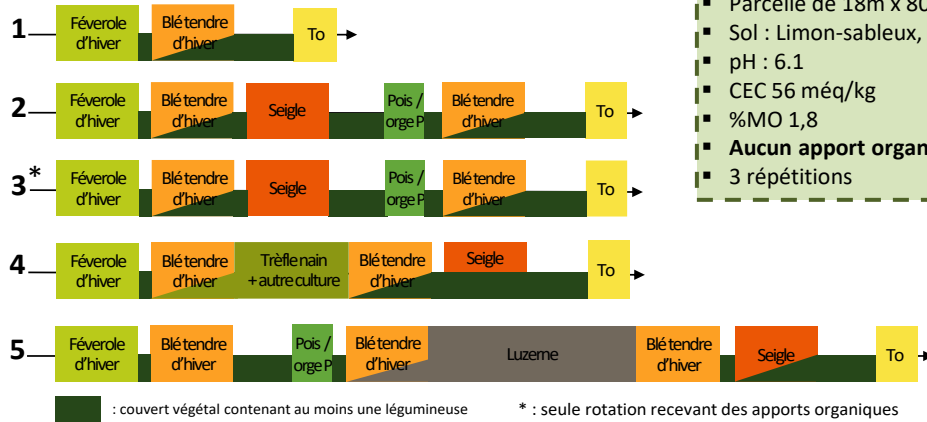 1
Féverole
d'hiver
Blé tendre
d'hiver
To
2
Féverole
d'hiver
Blé tendre
d'hiver
Seigle
Pois /
orge P
Blé tendre
d'hiver
To
3*
Féverole
d'hiver
Blé tendre
d'hiver
Seigle
Pois /
orge P
Blé tendre
d'hiver
To
4
Féverole
d'hiver
Blé tendre
d'hiver
Trèfle nain
+ autre culture
Blé tendre
d'hiver
Seigle
To
5
Féverole
d'hiver
Blé tendre
d'hiver
Pois /
orge P
Blé tendre
d'hiver
Luzerne
Blé tendre
d'hiver
Seigle
To
: couvert végétal contenant au moins une légumineuse
* : seule rotation recevant des apports organiques
▪ Parcelle de 18m x 80
▪ Sol : Limon-sableux,
▪ pH : 6.1
▪ CEC 56 méq/kg
▪ %MO 1,8
▪ Aucun apport organ
▪ 3 répétitions